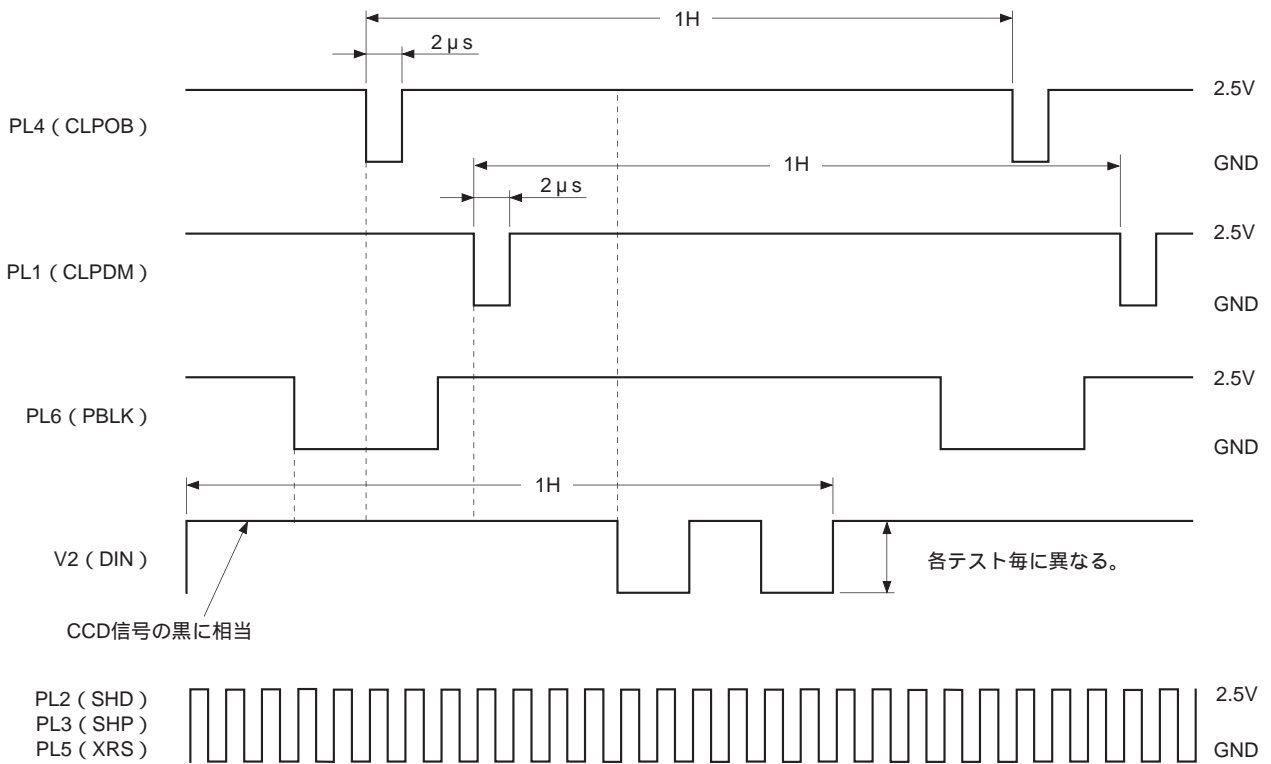 1H
2μs
PL4（CLPOB）
2.5V
GND
1H
2μs
PL1（CLPDM）
2.5V
GND
PL6（PBLK）
2.5V
GND
1H
V2（DIN）
各テスト毎に異なる。
CCD信号の黒に相当
PL2（SHD）
PL3（SHP）
PL5（XRS）
2.5V
GND